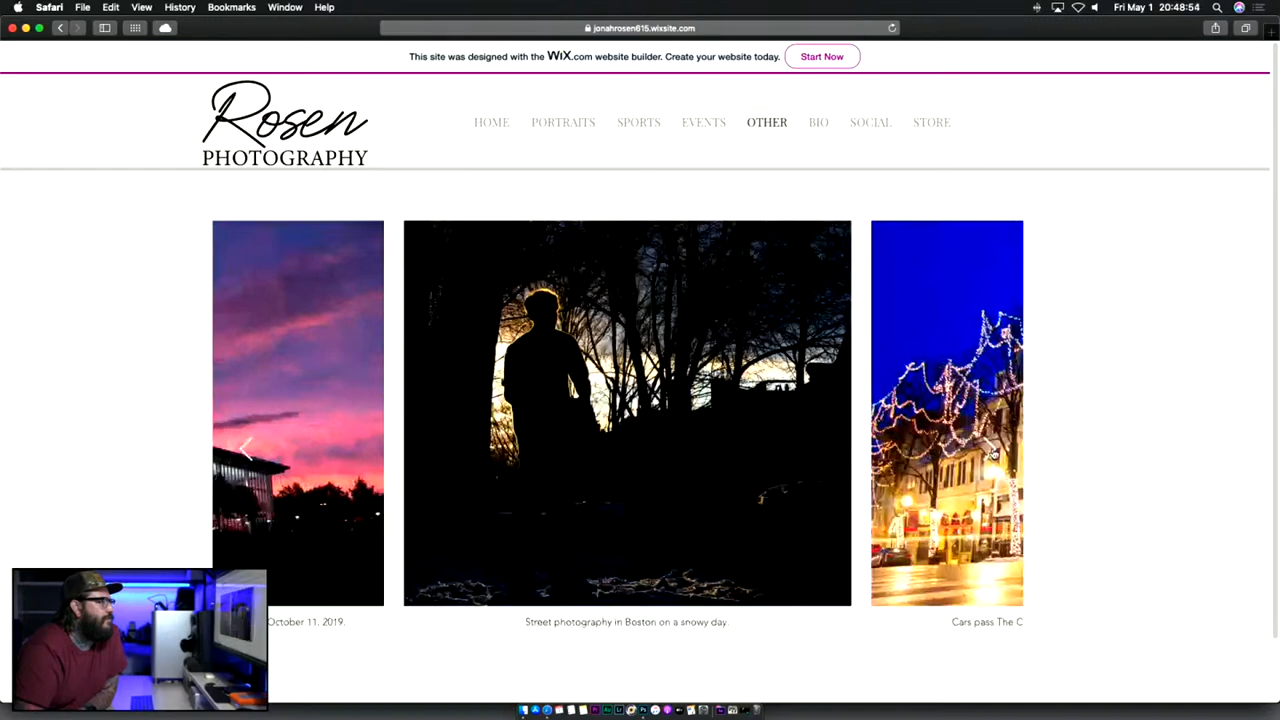 Safari File Edit View History Bookmarks Window Help Fri May 1 20:48:54
jonahrosen615.wixsite.com
This site was designed with the WiX.com website builder. Create your website today. Start Now
Rosen
PHOTOGRAPHY
HOME PORTRAITS SPORTS EVENTS OTHER BIO SOCIAL STORE
October 11, 2019.
Street photography in Boston on a snowy day.
Cars pass The C